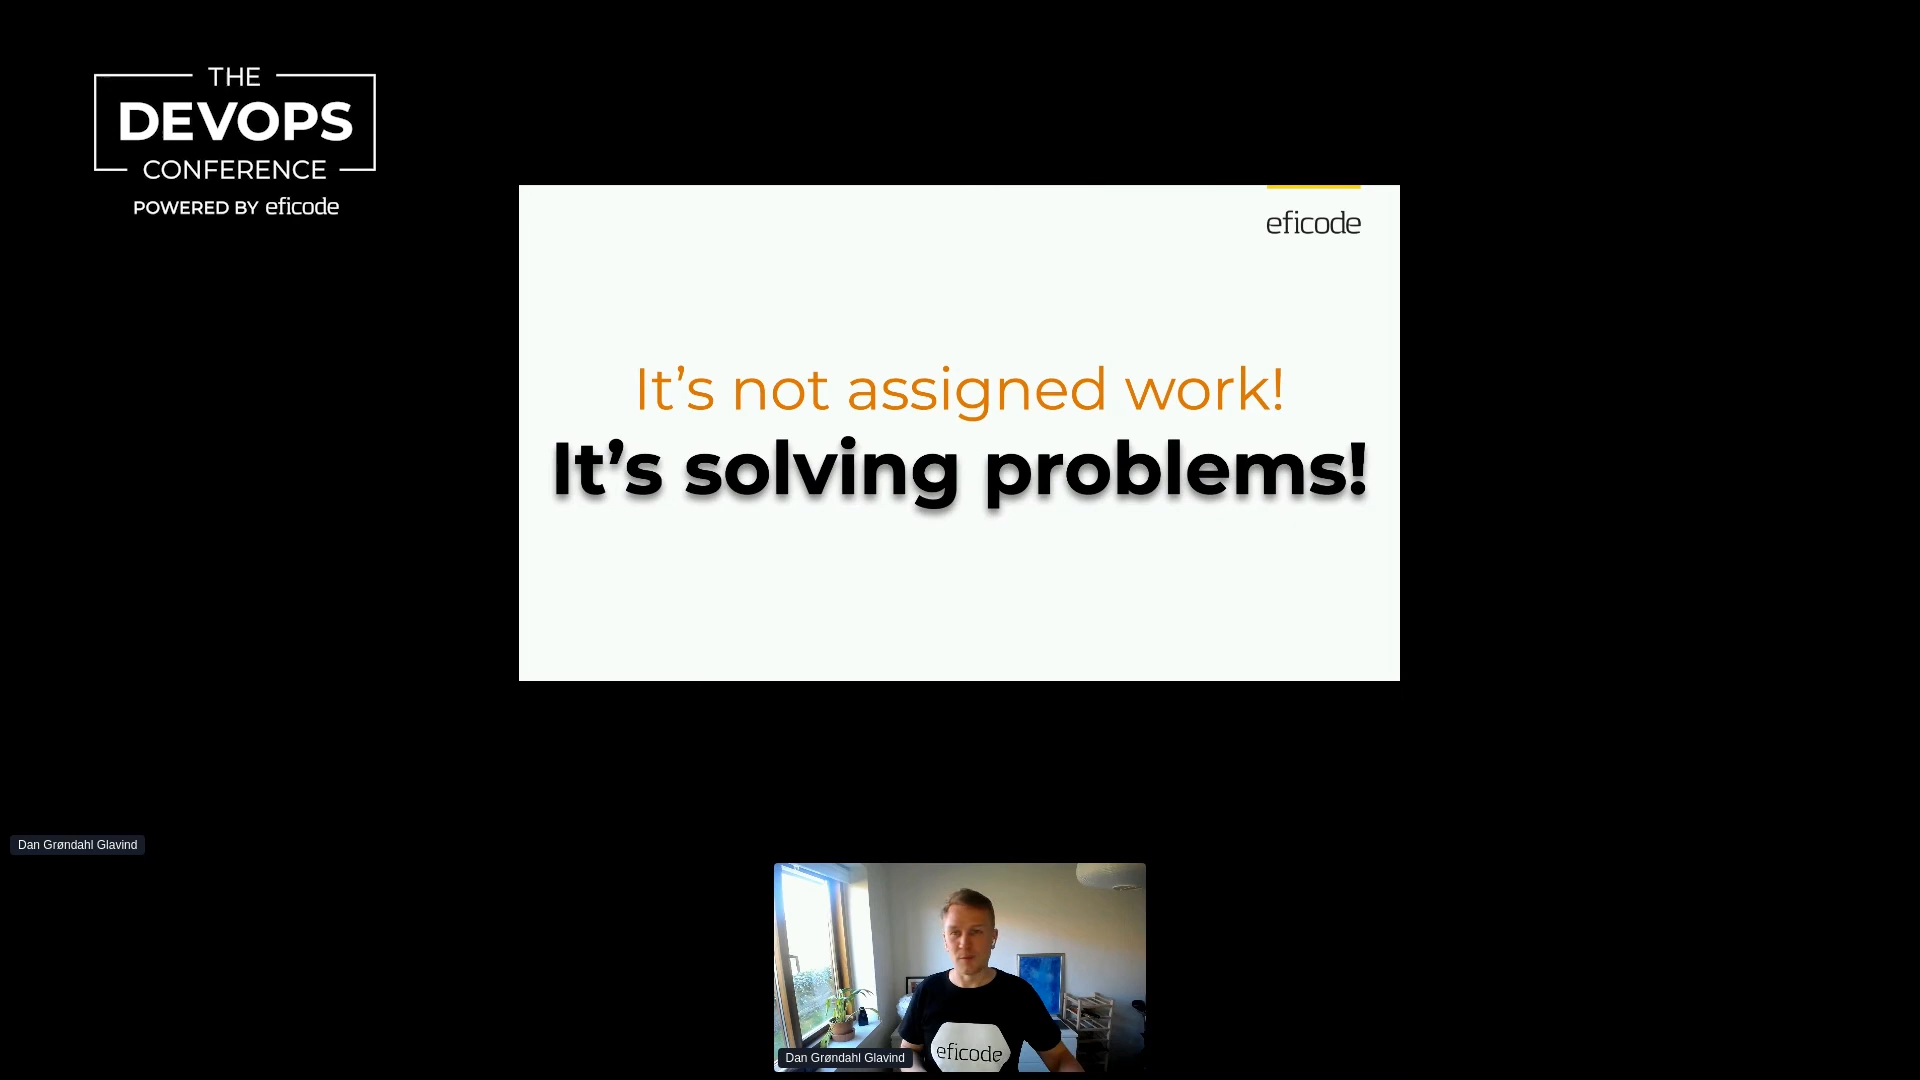 THE
DEVOPS
CONFERENCE
POWERED BY eficode
eficode
It’s not assigned work!
It’s solving problems!
Dan Grøndahl Glavind
Dan Grøndahl Glavind
eficode